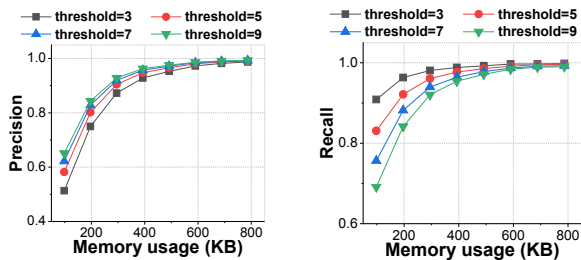 threshold=3 threshold=5
threshold=7 threshold=9
1.0
0.8
0.6
0.4
Precision
200 400 600 800
Memory usage (KB)
threshold=3 threshold=5
threshold=7 threshold=9
1.0
0.8
0.6
Recall
200 400 600 800
Memory usage (KB)